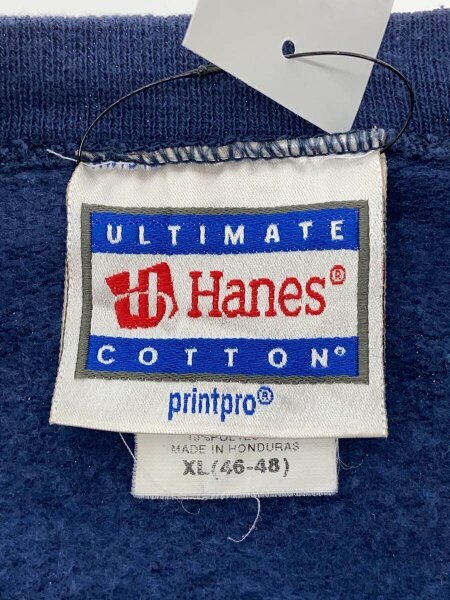 ULTIMATE
Hanes®
COTTON®
printpro®
MADE IN HONDURAS
XL(46-48)